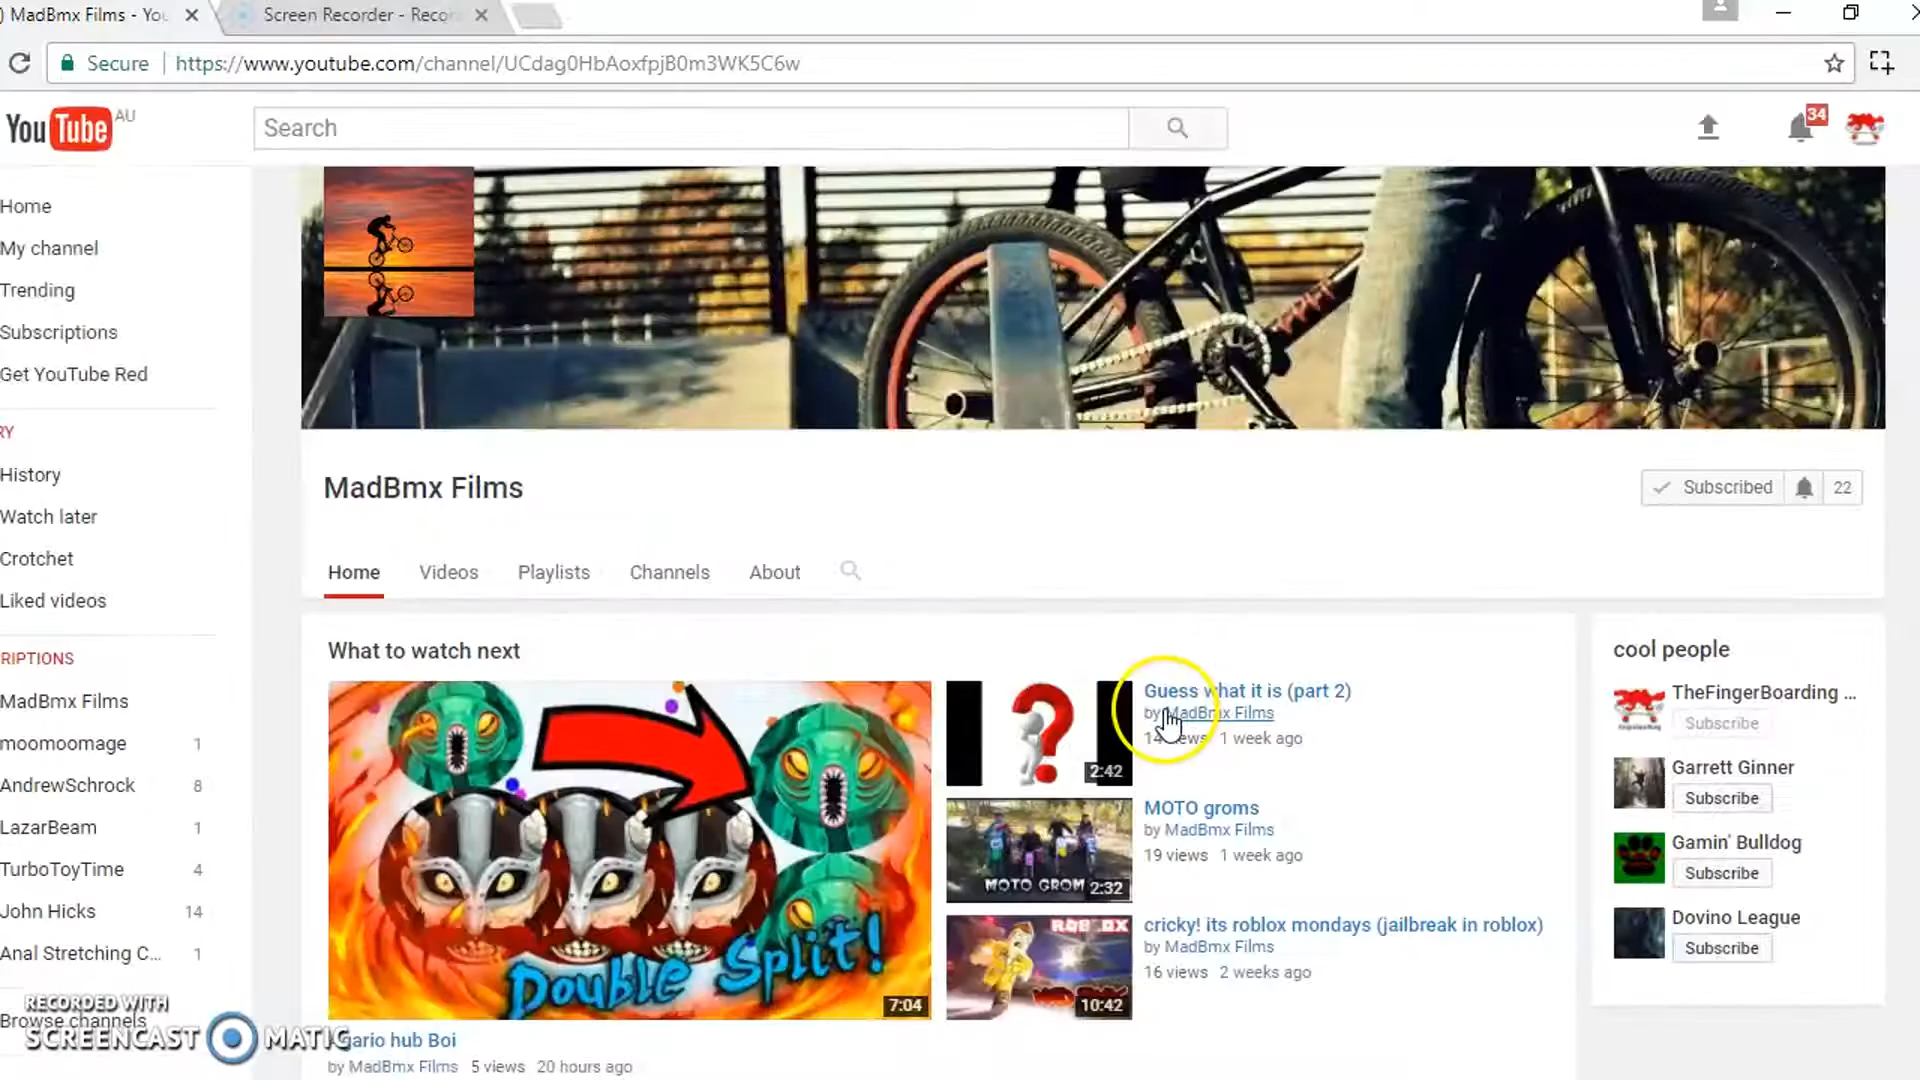 ) MadBmx Films - You
Screen Recorder - Recor
Secure
https://www.youtube.com/channel/UCdag0HbAoxfpjB0m3WK5C6w
YouTube AU
Search
34
Home
My channel
Trending
Subscriptions
Get YouTube Red
RY
History
Watch later
Crotchet
Liked videos
RIPTIONS
MadBmx Films
moomoomage 1
AndrewSchrock 8
LazarBeam 1
TurboToyTime 4
John Hicks 14
Anal Stretching C... 1
Browse channels
RECORDED WITH
SCREENCAST MATIC
MadBmx Films
Subscribed 22
Home Videos Playlists Channels About
What to watch next
Double Split!
7:04
gario hub Boi
by MadBmx Films 5 views 20 hours ago
2:42
Guess what it is (part 2)
by MadBmx Films
14 views 1 week ago
MOTO GROM 2:32
MOTO groms
by MadBmx Films
19 views 1 week ago
ROBLOX
10:42
cricky! its roblox mondays (jailbreak in roblox)
by MadBmx Films
16 views 2 weeks ago
cool people
TheFingerBoarding ...
Subscribe
Garrett Ginner
Subscribe
Gamin' Bulldog
Subscribe
Dovino League
Subscribe